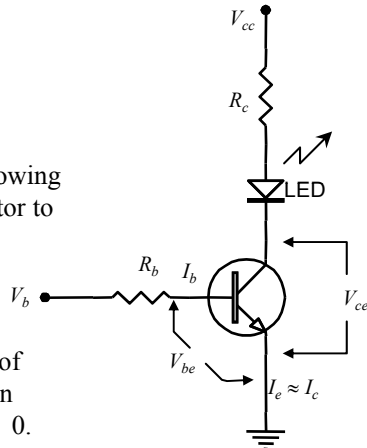 V_cc
R_c
owing
tor to
LED
R_b
I_b
V_b
V_ce
V_be
of
n
I_e ≈ I_c
0.